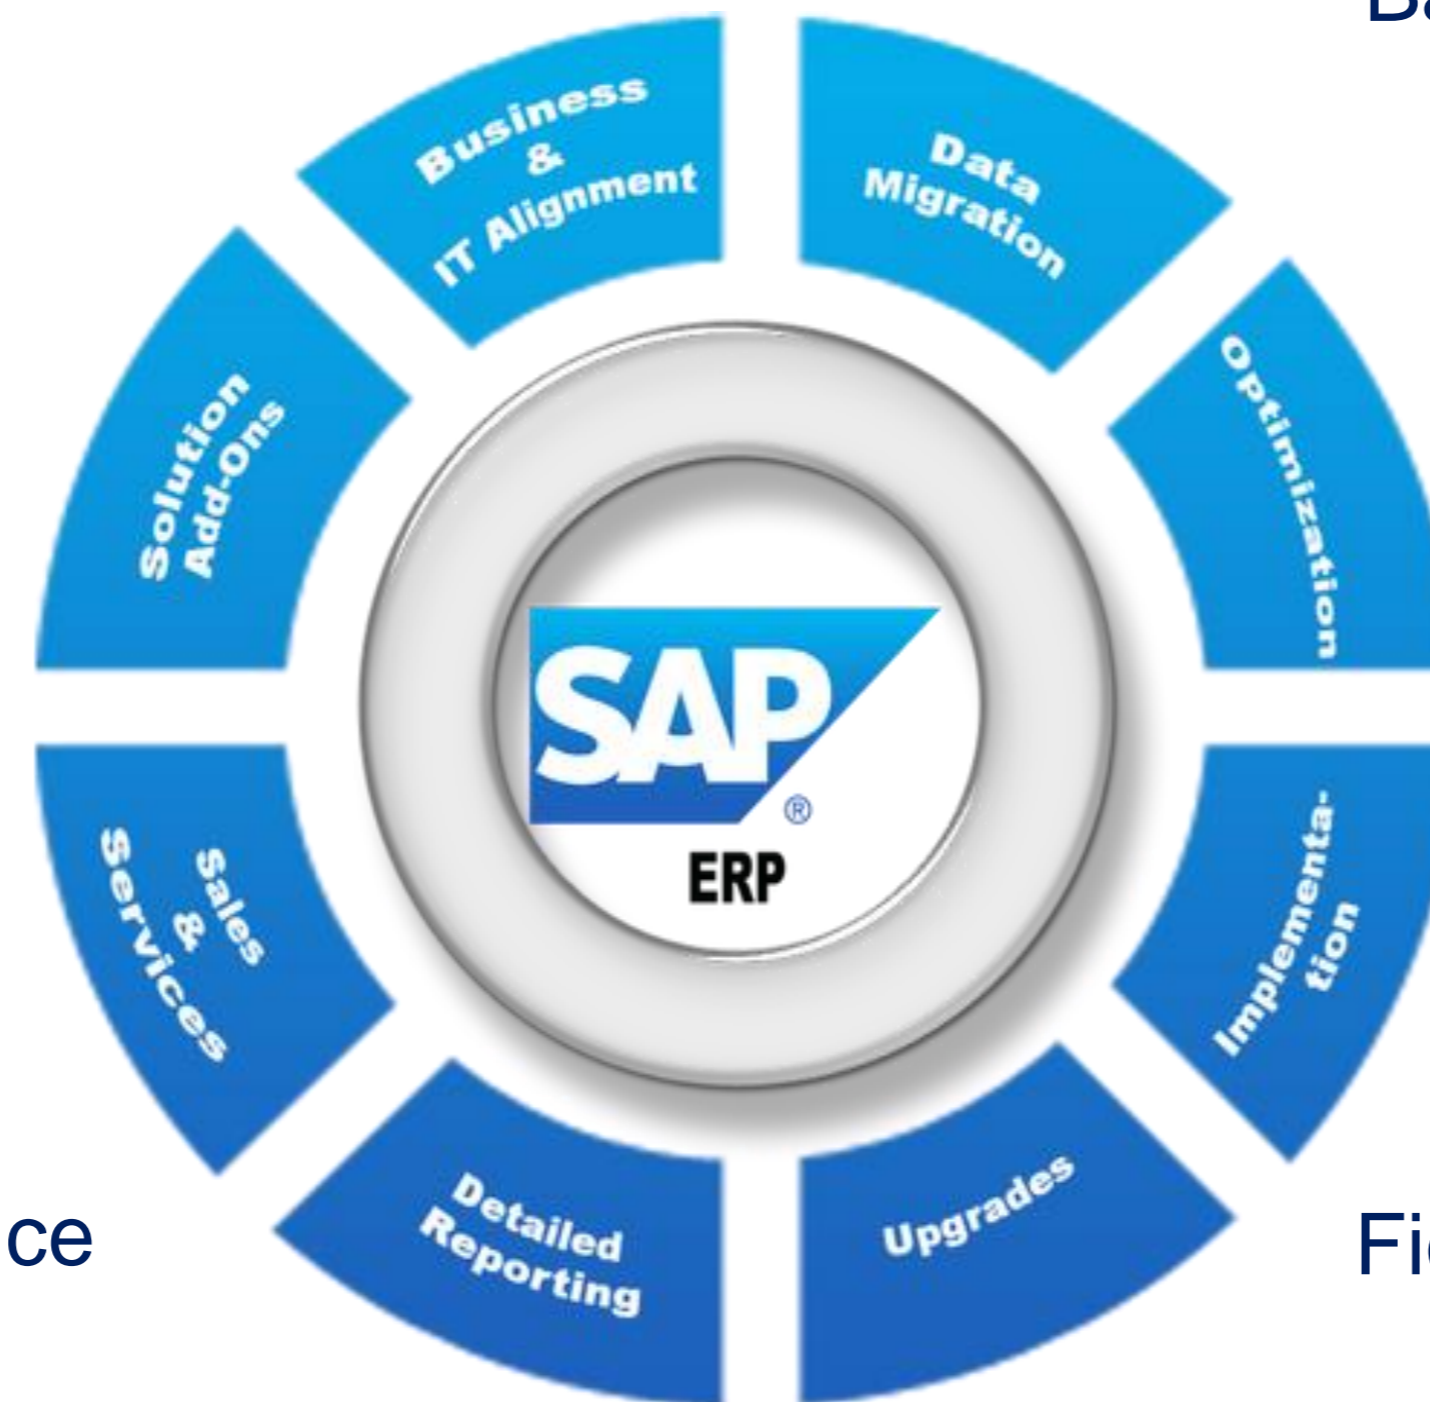 Business
&
IT Alignment
Data
Migration
Optimization
Implementa-
tion
Upgrades
Detailed
Reporting
Sales
&
Services
Solution
Add-Ons
SAP
®
ERP
ce